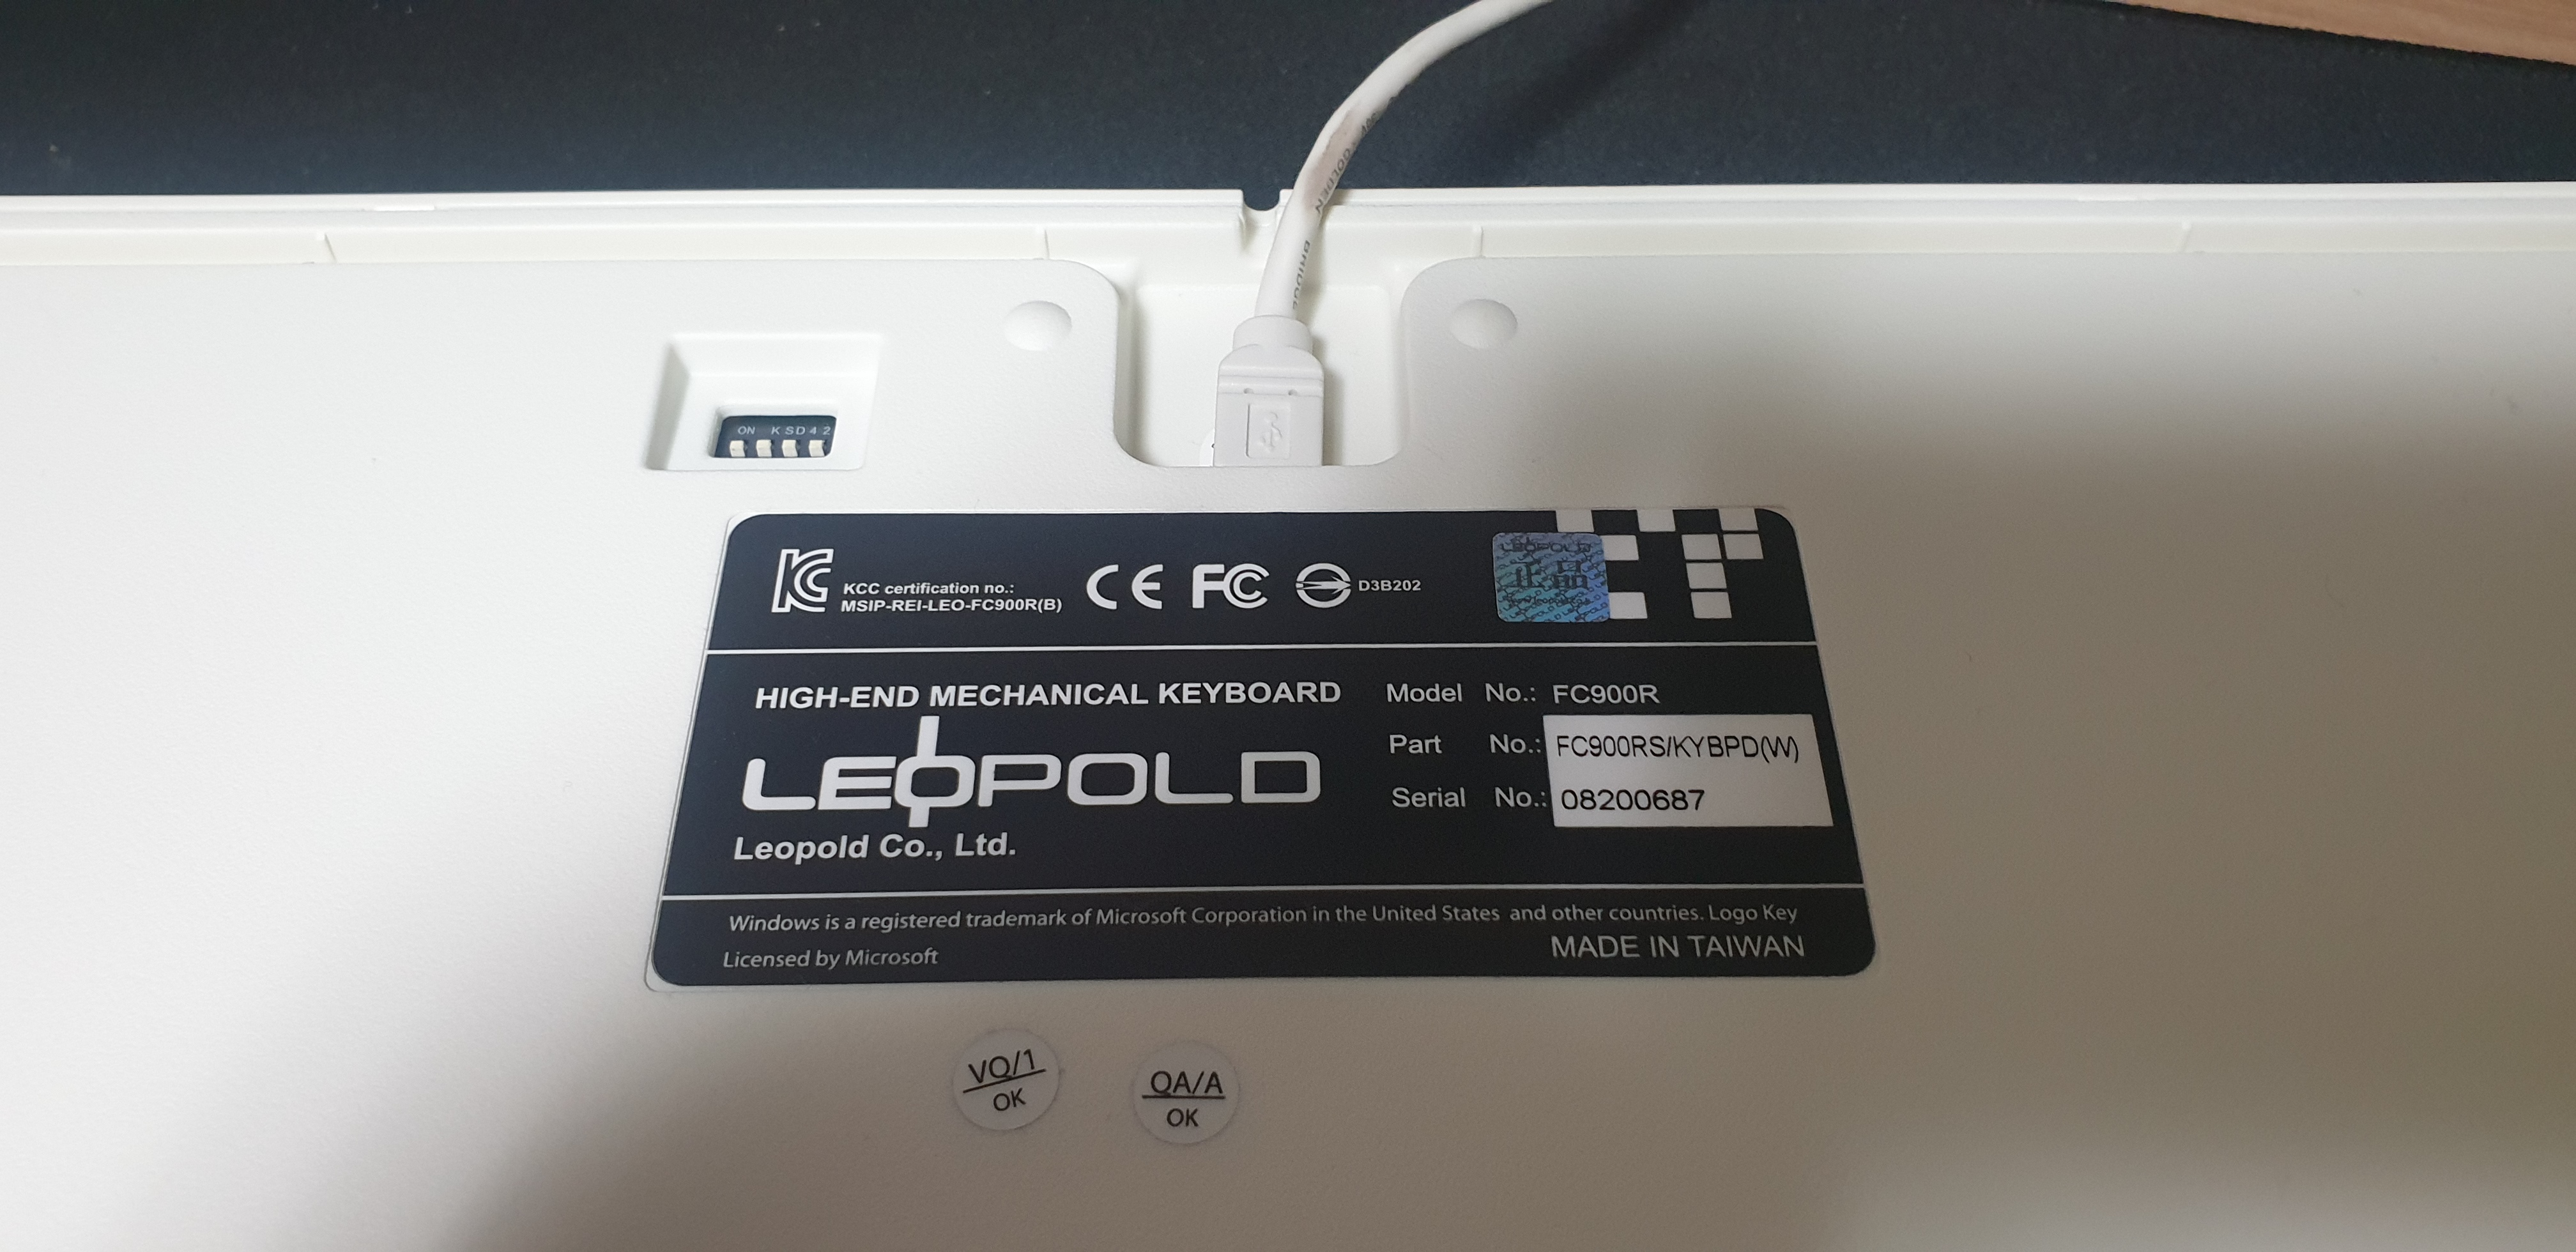 ON KSD42
KCC certification no.:
MSIP-REI-LEO-FC900R(B)
CE FC D3B202
LEOPOLD
正品
HIGH-END MECHANICAL KEYBOARD
LEOPOLD
Leopold Co., Ltd.
Model No.: FC900R
Part No.: FC900RS/KYBPD(W)
Serial No.: 08200687
Windows is a registered trademark of Microsoft Corporation in the United States and other countries. Logo Key
Licensed by Microsoft
MADE IN TAIWAN
VQ/1
OK
QA/A
OK